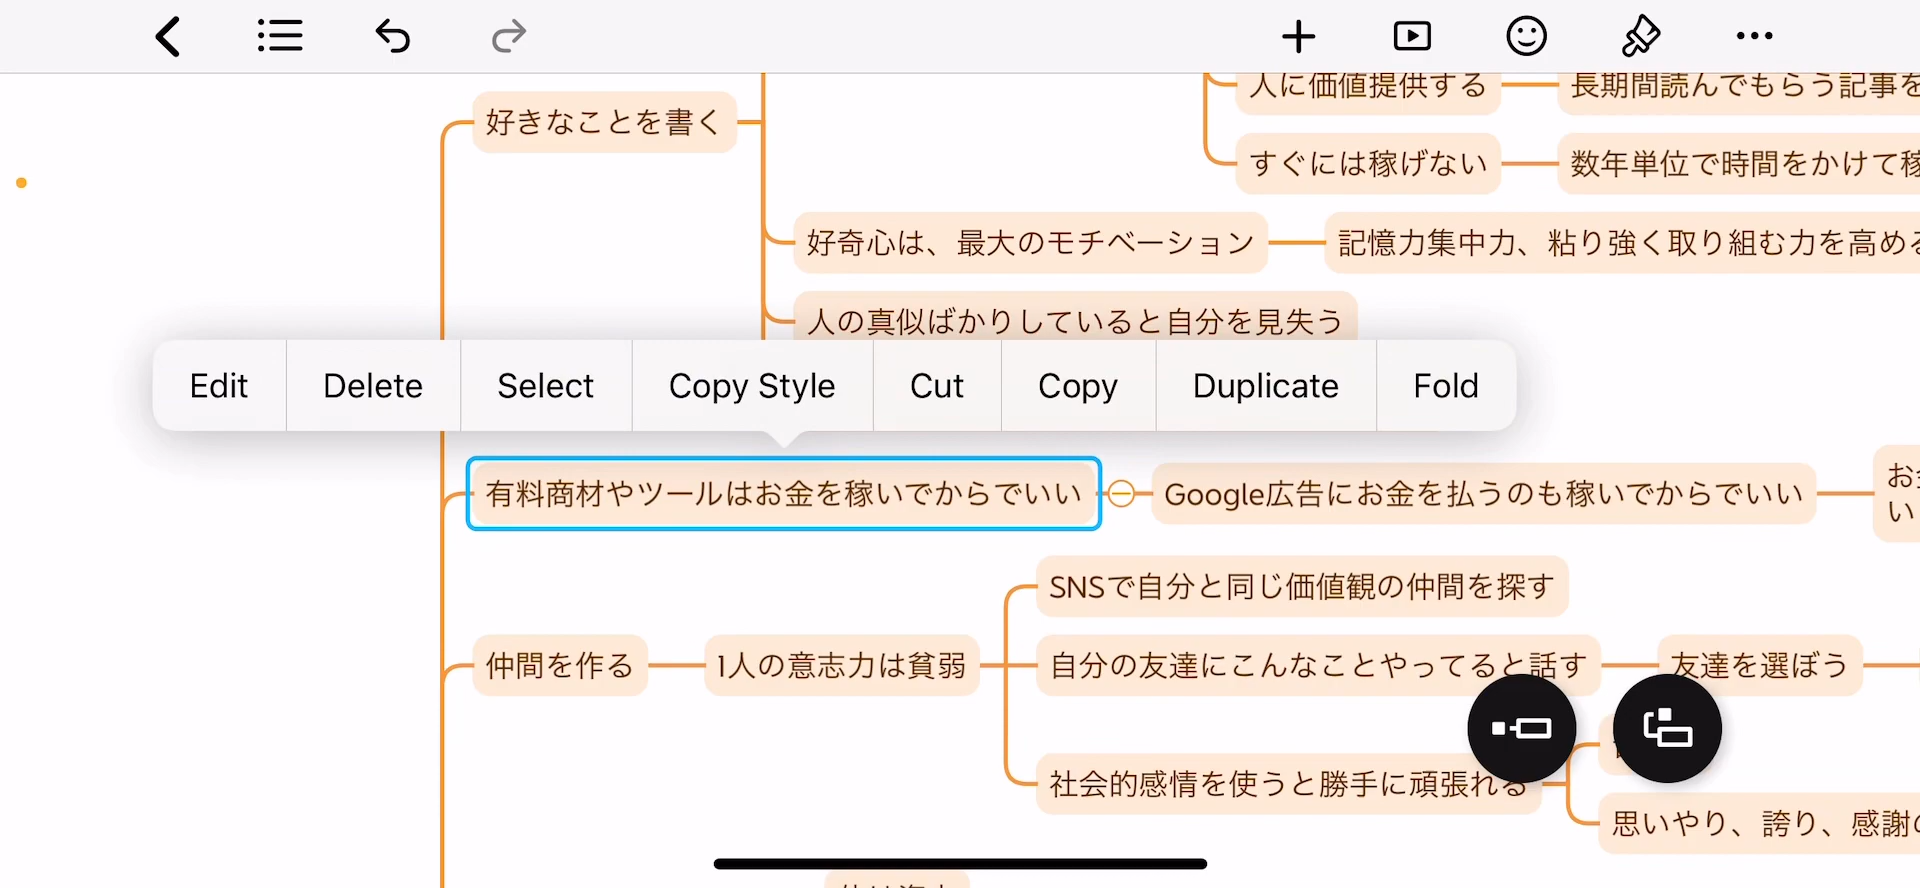 人に価値提供する
長期間読んでもらう記事を
好きなことを書く
すぐには稼げない
数年単位で時間をかけて稼
好奇心は、最大のモチベーション
記憶力集中力、粘り強く取り組む力を高める
人の真似ばかりしていると自分を見失う
Edit
Delete
Select
Copy Style
Cut
Copy
Duplicate
Fold
有料商材やツールはお金を稼いでからでいい
Google広告にお金を払うのも稼いでからでいい
お金
い
SNSで自分と同じ価値観の仲間を探す
仲間を作る
1人の意志力は貧弱
自分の友達にこんなことやってると話す
友達を選ぼう
社会的感情を使うと勝手に頑張れる
思いやり、誇り、感謝の